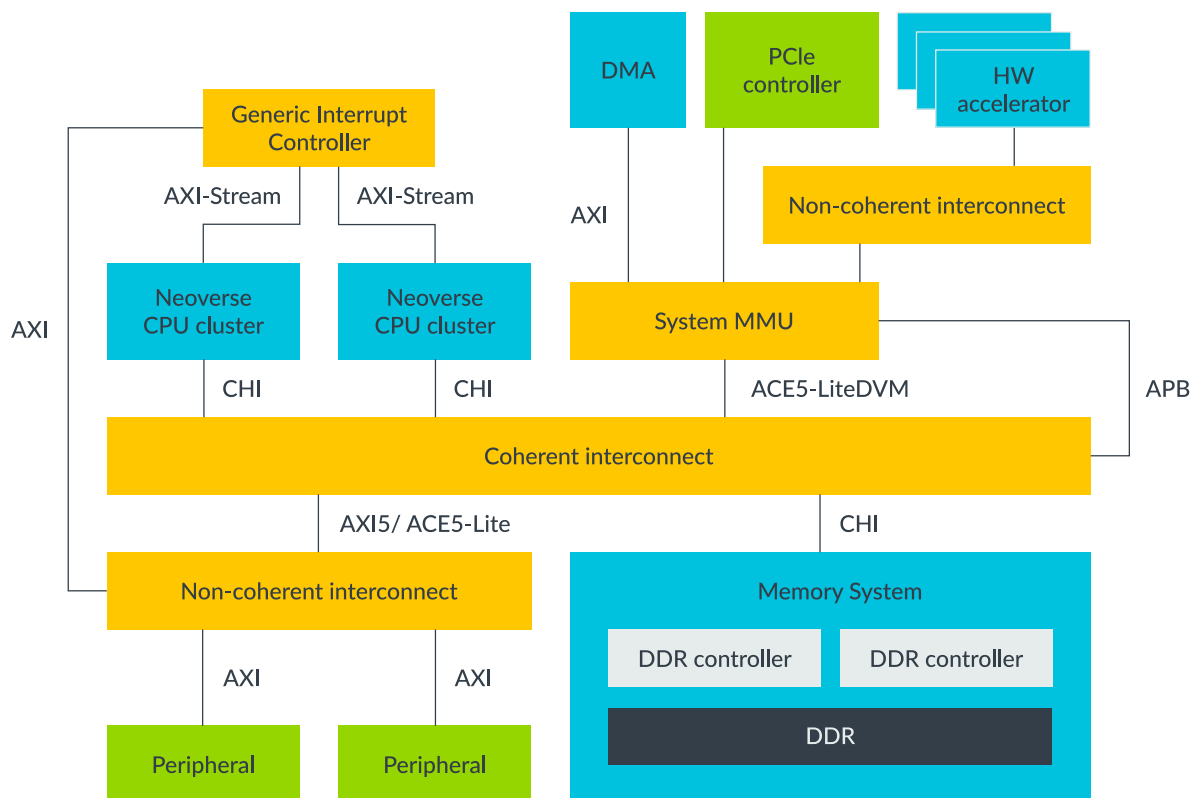 DMA
PCIe
controller
HW
accelerator
Generic Interrupt
Controller
AXI-Stream
AXI-Stream
AXI
Non-coherent interconnect
Neoverse
CPU cluster
Neoverse
CPU cluster
System MMU
AXI
CHI
CHI
ACE5-LiteDVM
APB
Coherent interconnect
AXI5/ ACE5-Lite
CHI
Non-coherent interconnect
Memory System
DDR controller
DDR controller
AXI
AXI
DDR
Peripheral
Peripheral